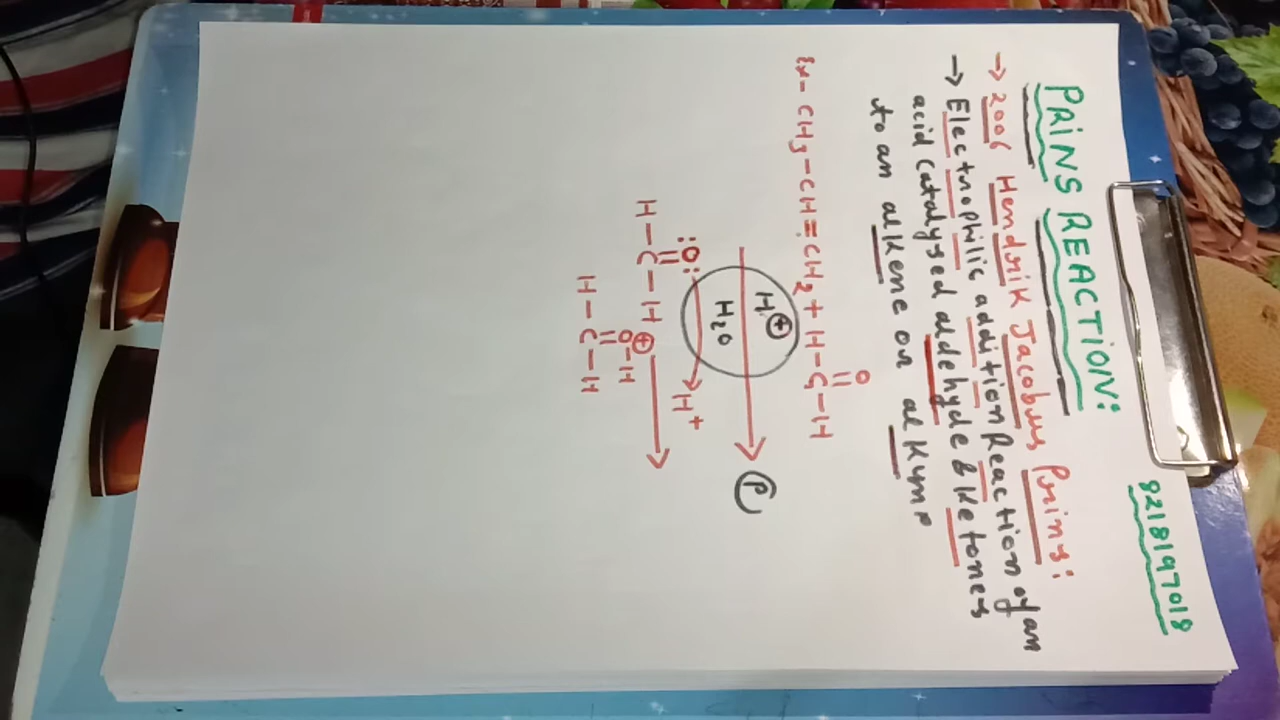 8218197018
PRINS REACTION:
→ 2006 Hendrik Jacobus Prins:
→ Electrophilic addition Reaction of an
acid catalysed aldehyde & Ketones
to an alkene or alkyne
Ex- CH3-CH=CH2 + H-C-H
O
H⊕
H2O
P
:O:
H-C-H
→ H+
⊕
O-H
H-C-H